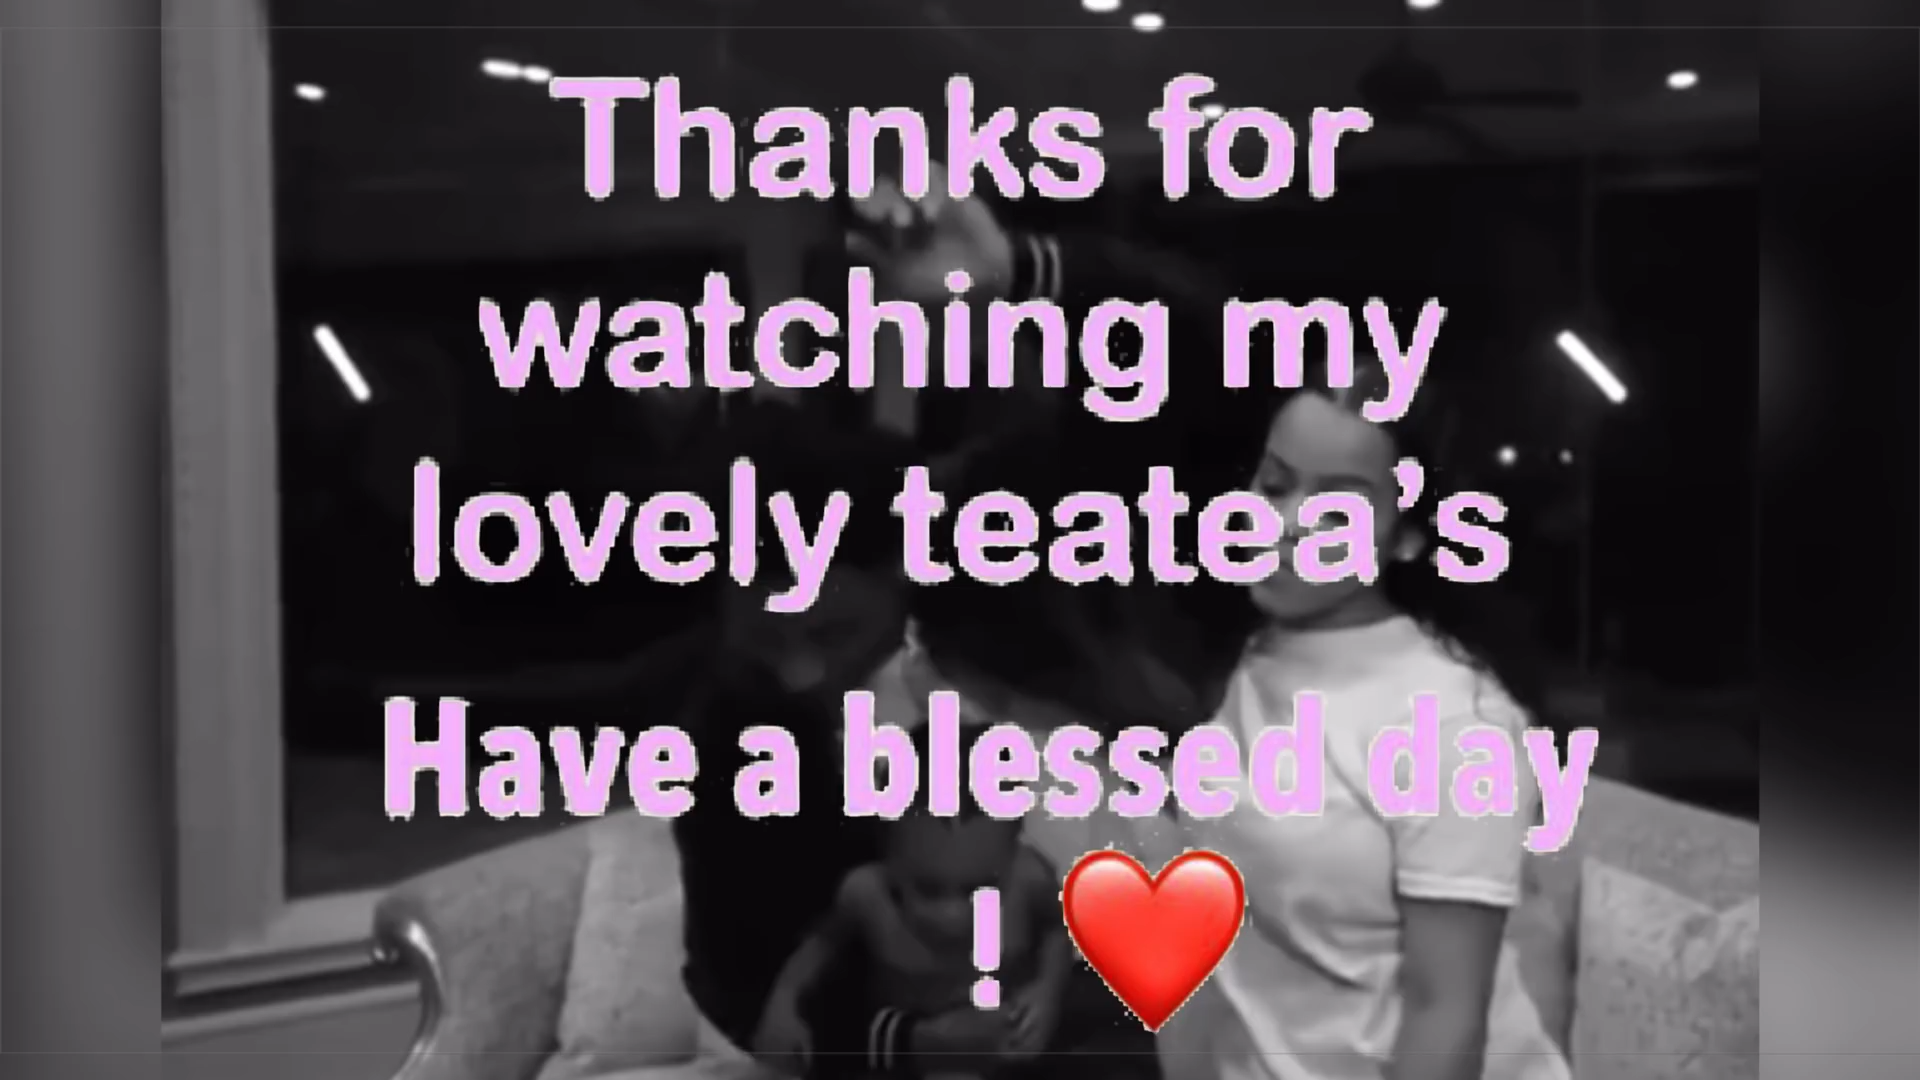 Thanks for
watching my
lovely teatea’s
Have a blessed day
! ❤️